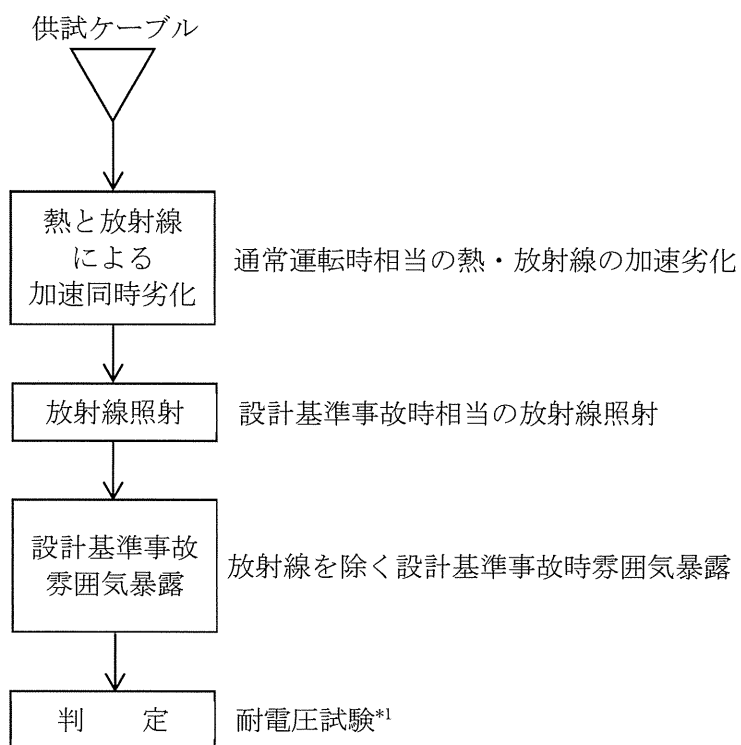 供試ケーブル
熱と放射線
による
加速同時劣化
通常運転時相当の熱・放射線の加速劣化
放射線照射
設計基準事故時相当の放射線照射
設計基準事故
雰囲気暴露
放射線を除く設計基準事故時雰囲気暴露
判 定
耐電圧試験*1